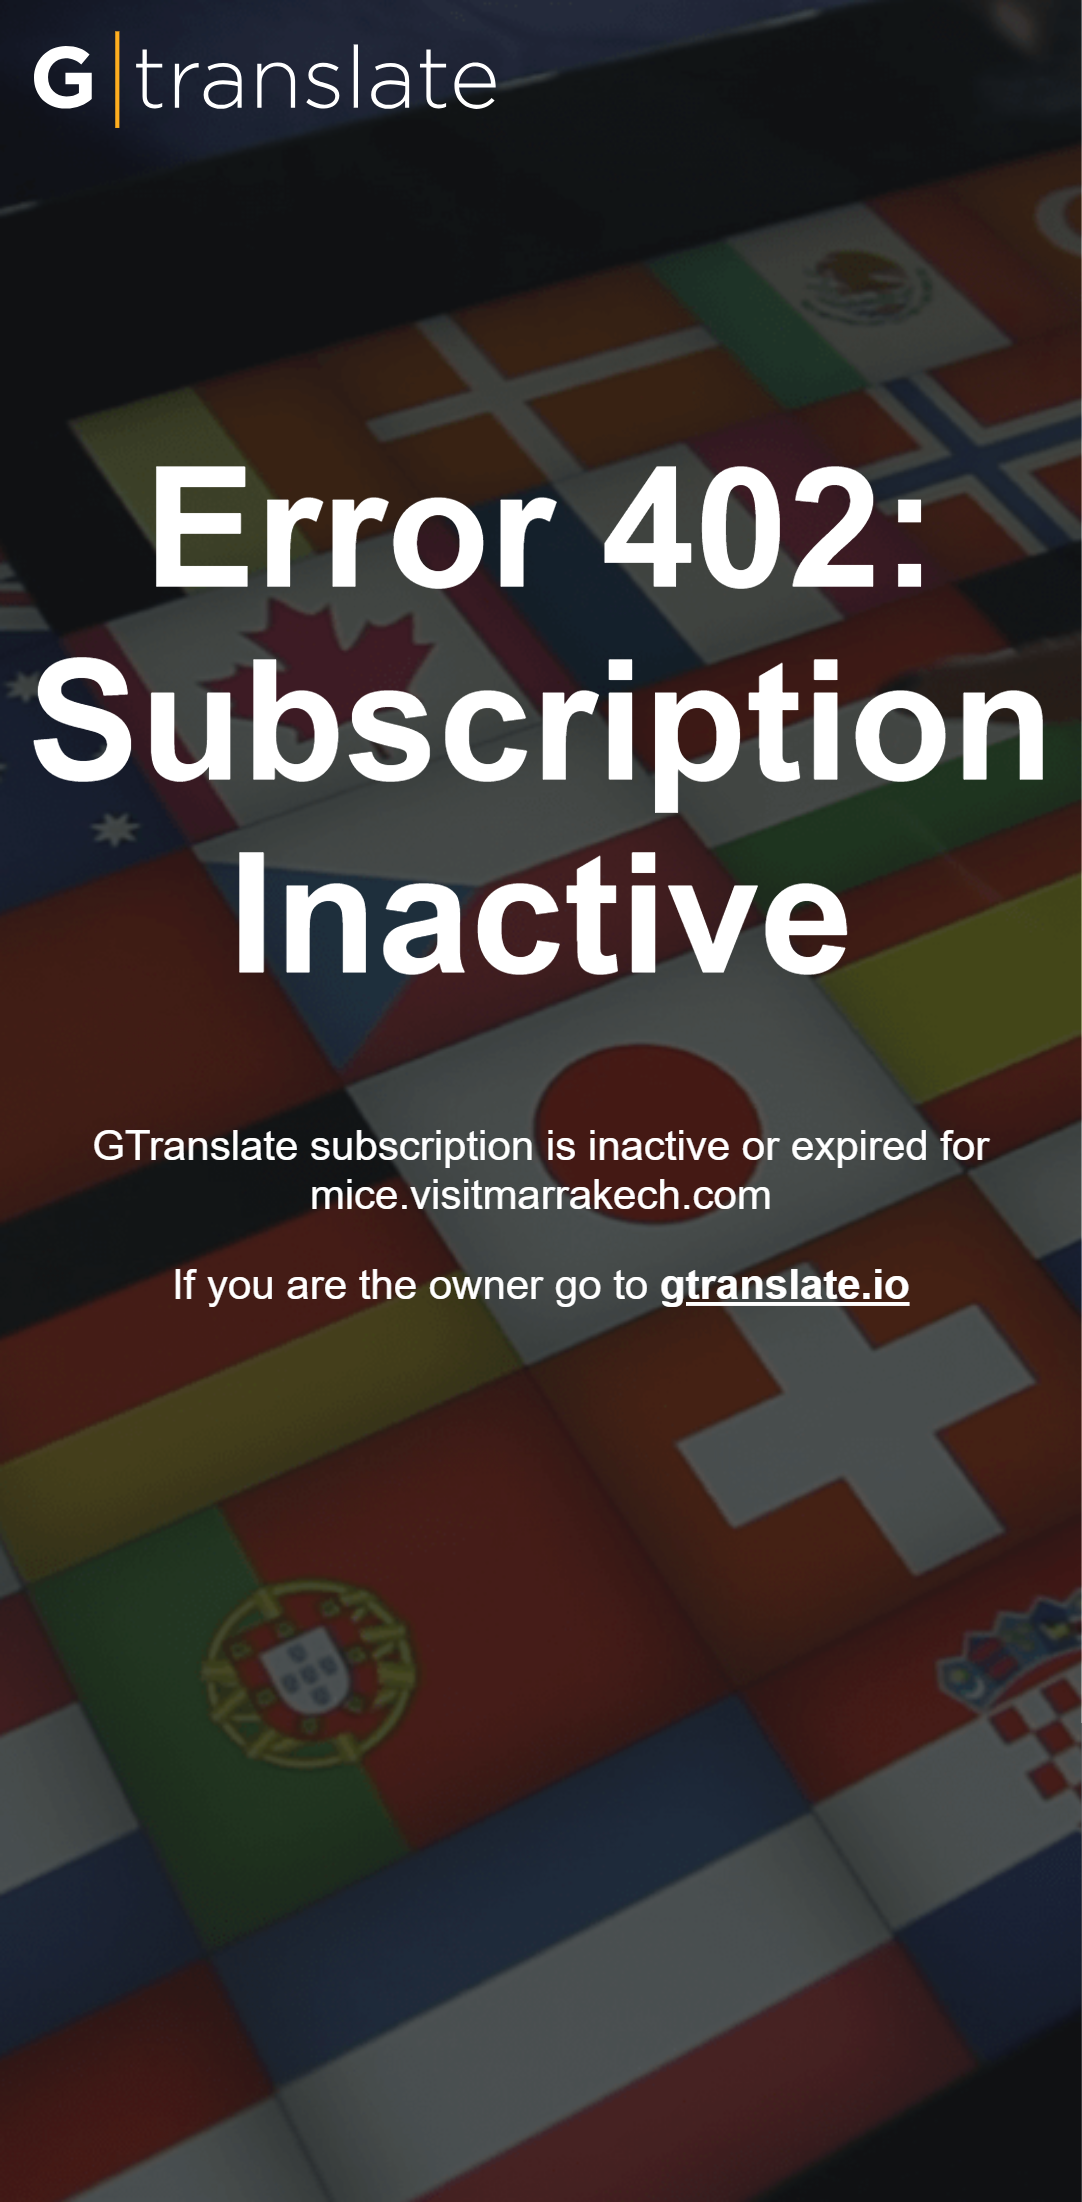 G|translate
Error 402:
Subscription
Inactive
GTranslate subscription is inactive or expired for
mice.visitmarrakech.com
If you are the owner go to gtranslate.io